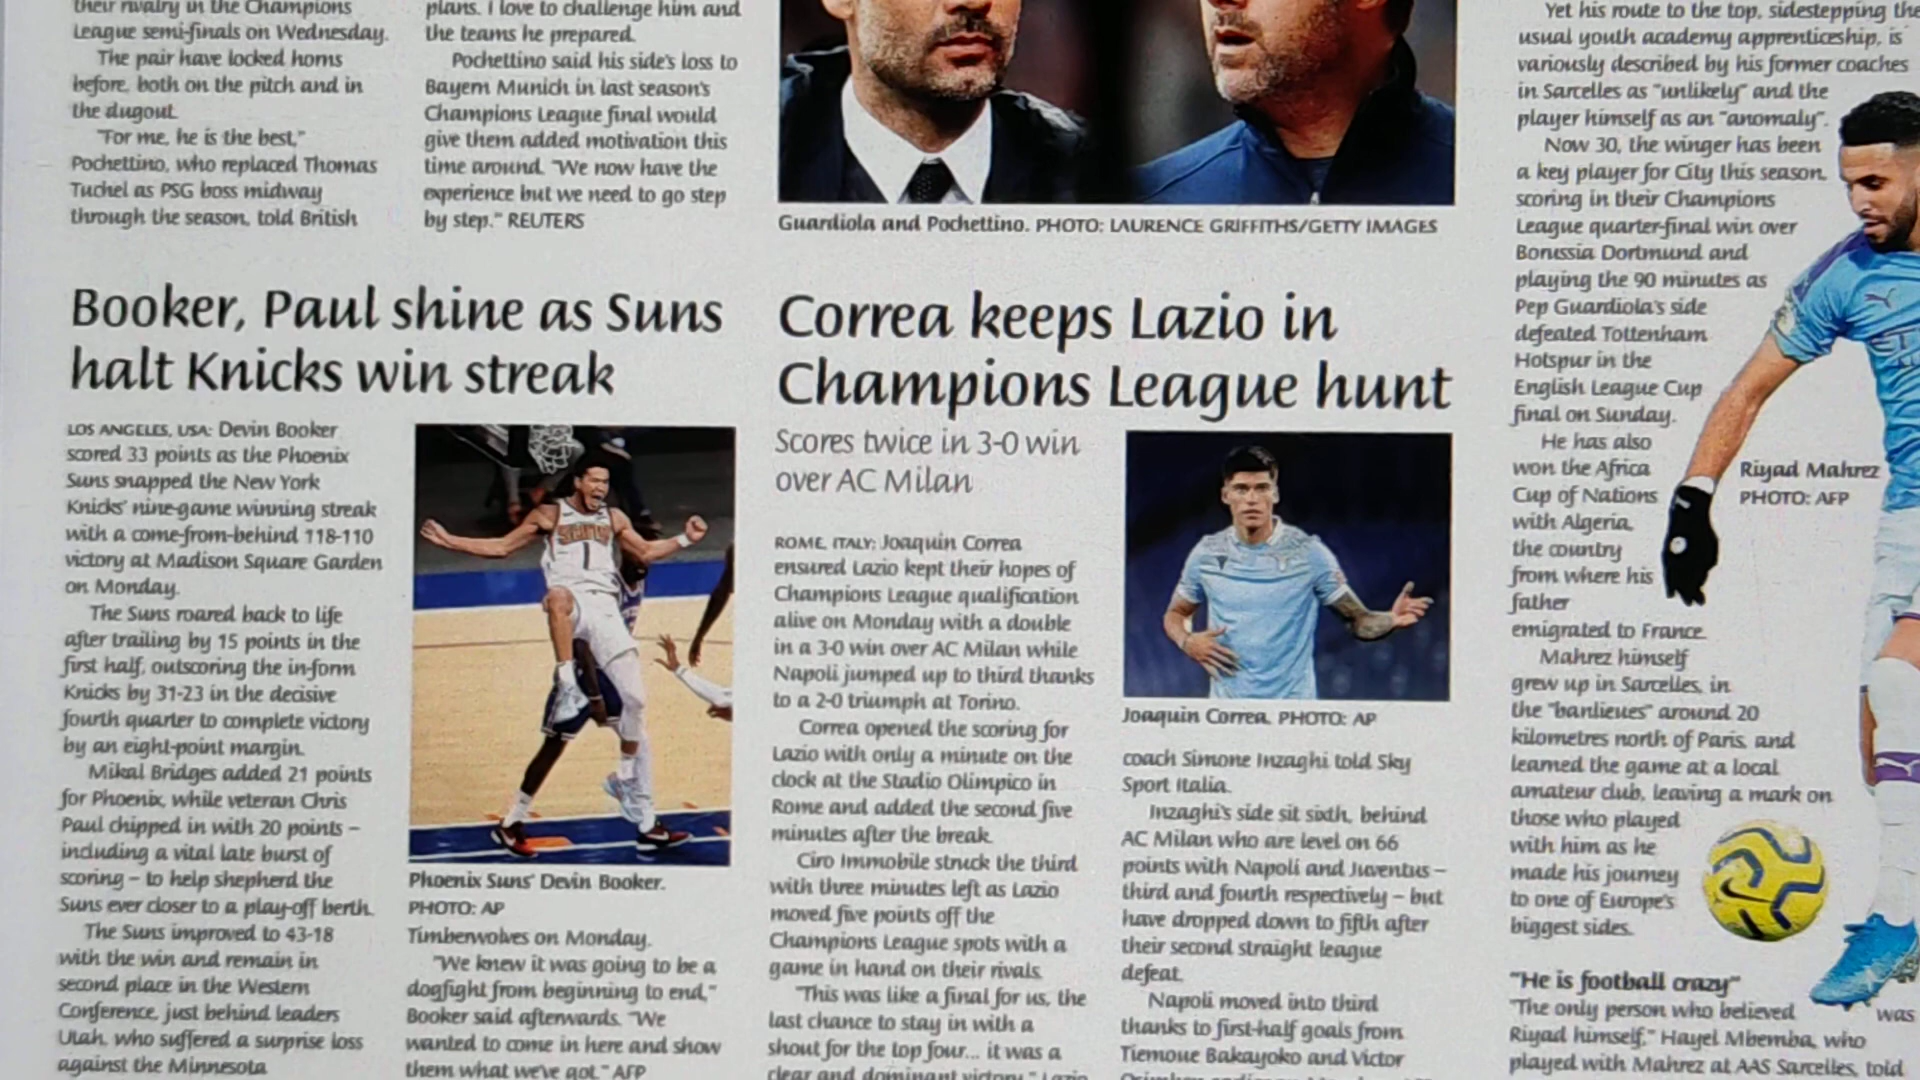 their rivalry in the Champions
League semi-finals on Wednesday.
The pair have locked horns
before, both on the pitch and in
the dugout.
"For me, he is the best,"
Pochettino, who replaced Thomas
Tuchel as PSG boss midway
through the season, told British
plans. I love to challenge him and
the teams he prepared.
Pochettino said his side's loss to
Bayern Munich in last season's
Champions League final would
give them added motivation this
time around. "We now have the
experience but we need to go step
by step." REUTERS
Guardiola and Pochettino. PHOTO: LAURENCE GRIFFITHS/GETTY IMAGES
Booker, Paul shine as Suns
halt Knicks win streak
LOS ANGELES, USA: Devin Booker
scored 33 points as the Phoenix
Suns snapped the New York
Knicks' nine-game winning streak
with a come-from-behind 118-110
victory at Madison Square Garden
on Monday.
The Suns roared back to life
after trailing by 15 points in the
first half, outscoring the in-form
Knicks by 31-23 in the decisive
fourth quarter to complete victory
by an eight-point margin.
Mikal Bridges added 21 points
for Phoenix, while veteran Chris
Paul chipped in with 20 points –
including a vital late burst of
scoring – to help shepherd the
Suns ever closer to a play-off berth.
The Suns improved to 43-18
with the win and remain in
second place in the Western
Conference, just behind leaders
Utah, who suffered a surprise loss
against the Minnesota
SUNS
1
Phoenix Suns' Devin Booker.
PHOTO: AP
Timberwolves on Monday.
"We knew it was going to be a
dogfight from beginning to end,"
Booker said afterwards. "We
wanted to come in here and show
them what we've got." AFP
Correa keeps Lazio in
Champions League hunt
Scores twice in 3-0 win
over AC Milan
ROME, ITALY: Joaquin Correa
ensured Lazio kept their hopes of
Champions League qualification
alive on Monday with a double
in a 3-0 win over AC Milan while
Napoli jumped up to third thanks
to a 2-0 triumph at Torino.
Correa opened the scoring for
Lazio with only a minute on the
clock at the Stadio Olimpico in
Rome and added the second five
minutes after the break.
Ciro Immobile struck the third
with three minutes left as Lazio
moved five points off the
Champions League spots with a
game in hand on their rivals.
"This was like a final for us, the
last chance to stay in with a
shout for the top four... it was a
clear and dominant victory," Lazio
Joaquin Correa. PHOTO: AP
coach Simone Inzaghi told Sky
Sport Italia.
Inzaghi's side sit sixth, behind
AC Milan who are level on 66
points with Napoli and Juventus –
third and fourth respectively – but
have dropped down to fifth after
their second straight league
defeat.
Napoli moved into third
thanks to first-half goals from
Tiemoue Bakayoko and Victor
Yet his route to the top, sidestepping the
usual youth academy apprenticeship, is
variously described by his former coaches
in Sarcelles as "unlikely" and the
player himself as an "anomaly".
Now 30, the winger has been
a key player for City this season,
scoring in their Champions
League quarter-final win over
Borussia Dortmund and
playing the 90 minutes as
Pep Guardiola's side
defeated Tottenham
Hotspur in the
English League Cup
final on Sunday.
He has also
won the Africa
Cup of Nations
with Algeria,
the country
from where his
father
emigrated to France.
Mahrez himself
grew up in Sarcelles, in
the "banlieues" around 20
kilometres north of Paris, and
learned the game at a local
amateur club, leaving a mark on
those who played
with him as he
made his journey
to one of Europe's
biggest sides.
Riyad Mahrez
PHOTO: AFP
"He is football crazy"
"The only person who believed was
Riyad himself," Hayel Mbemba, who
played with Mahrez at AAS Sarcelles, told